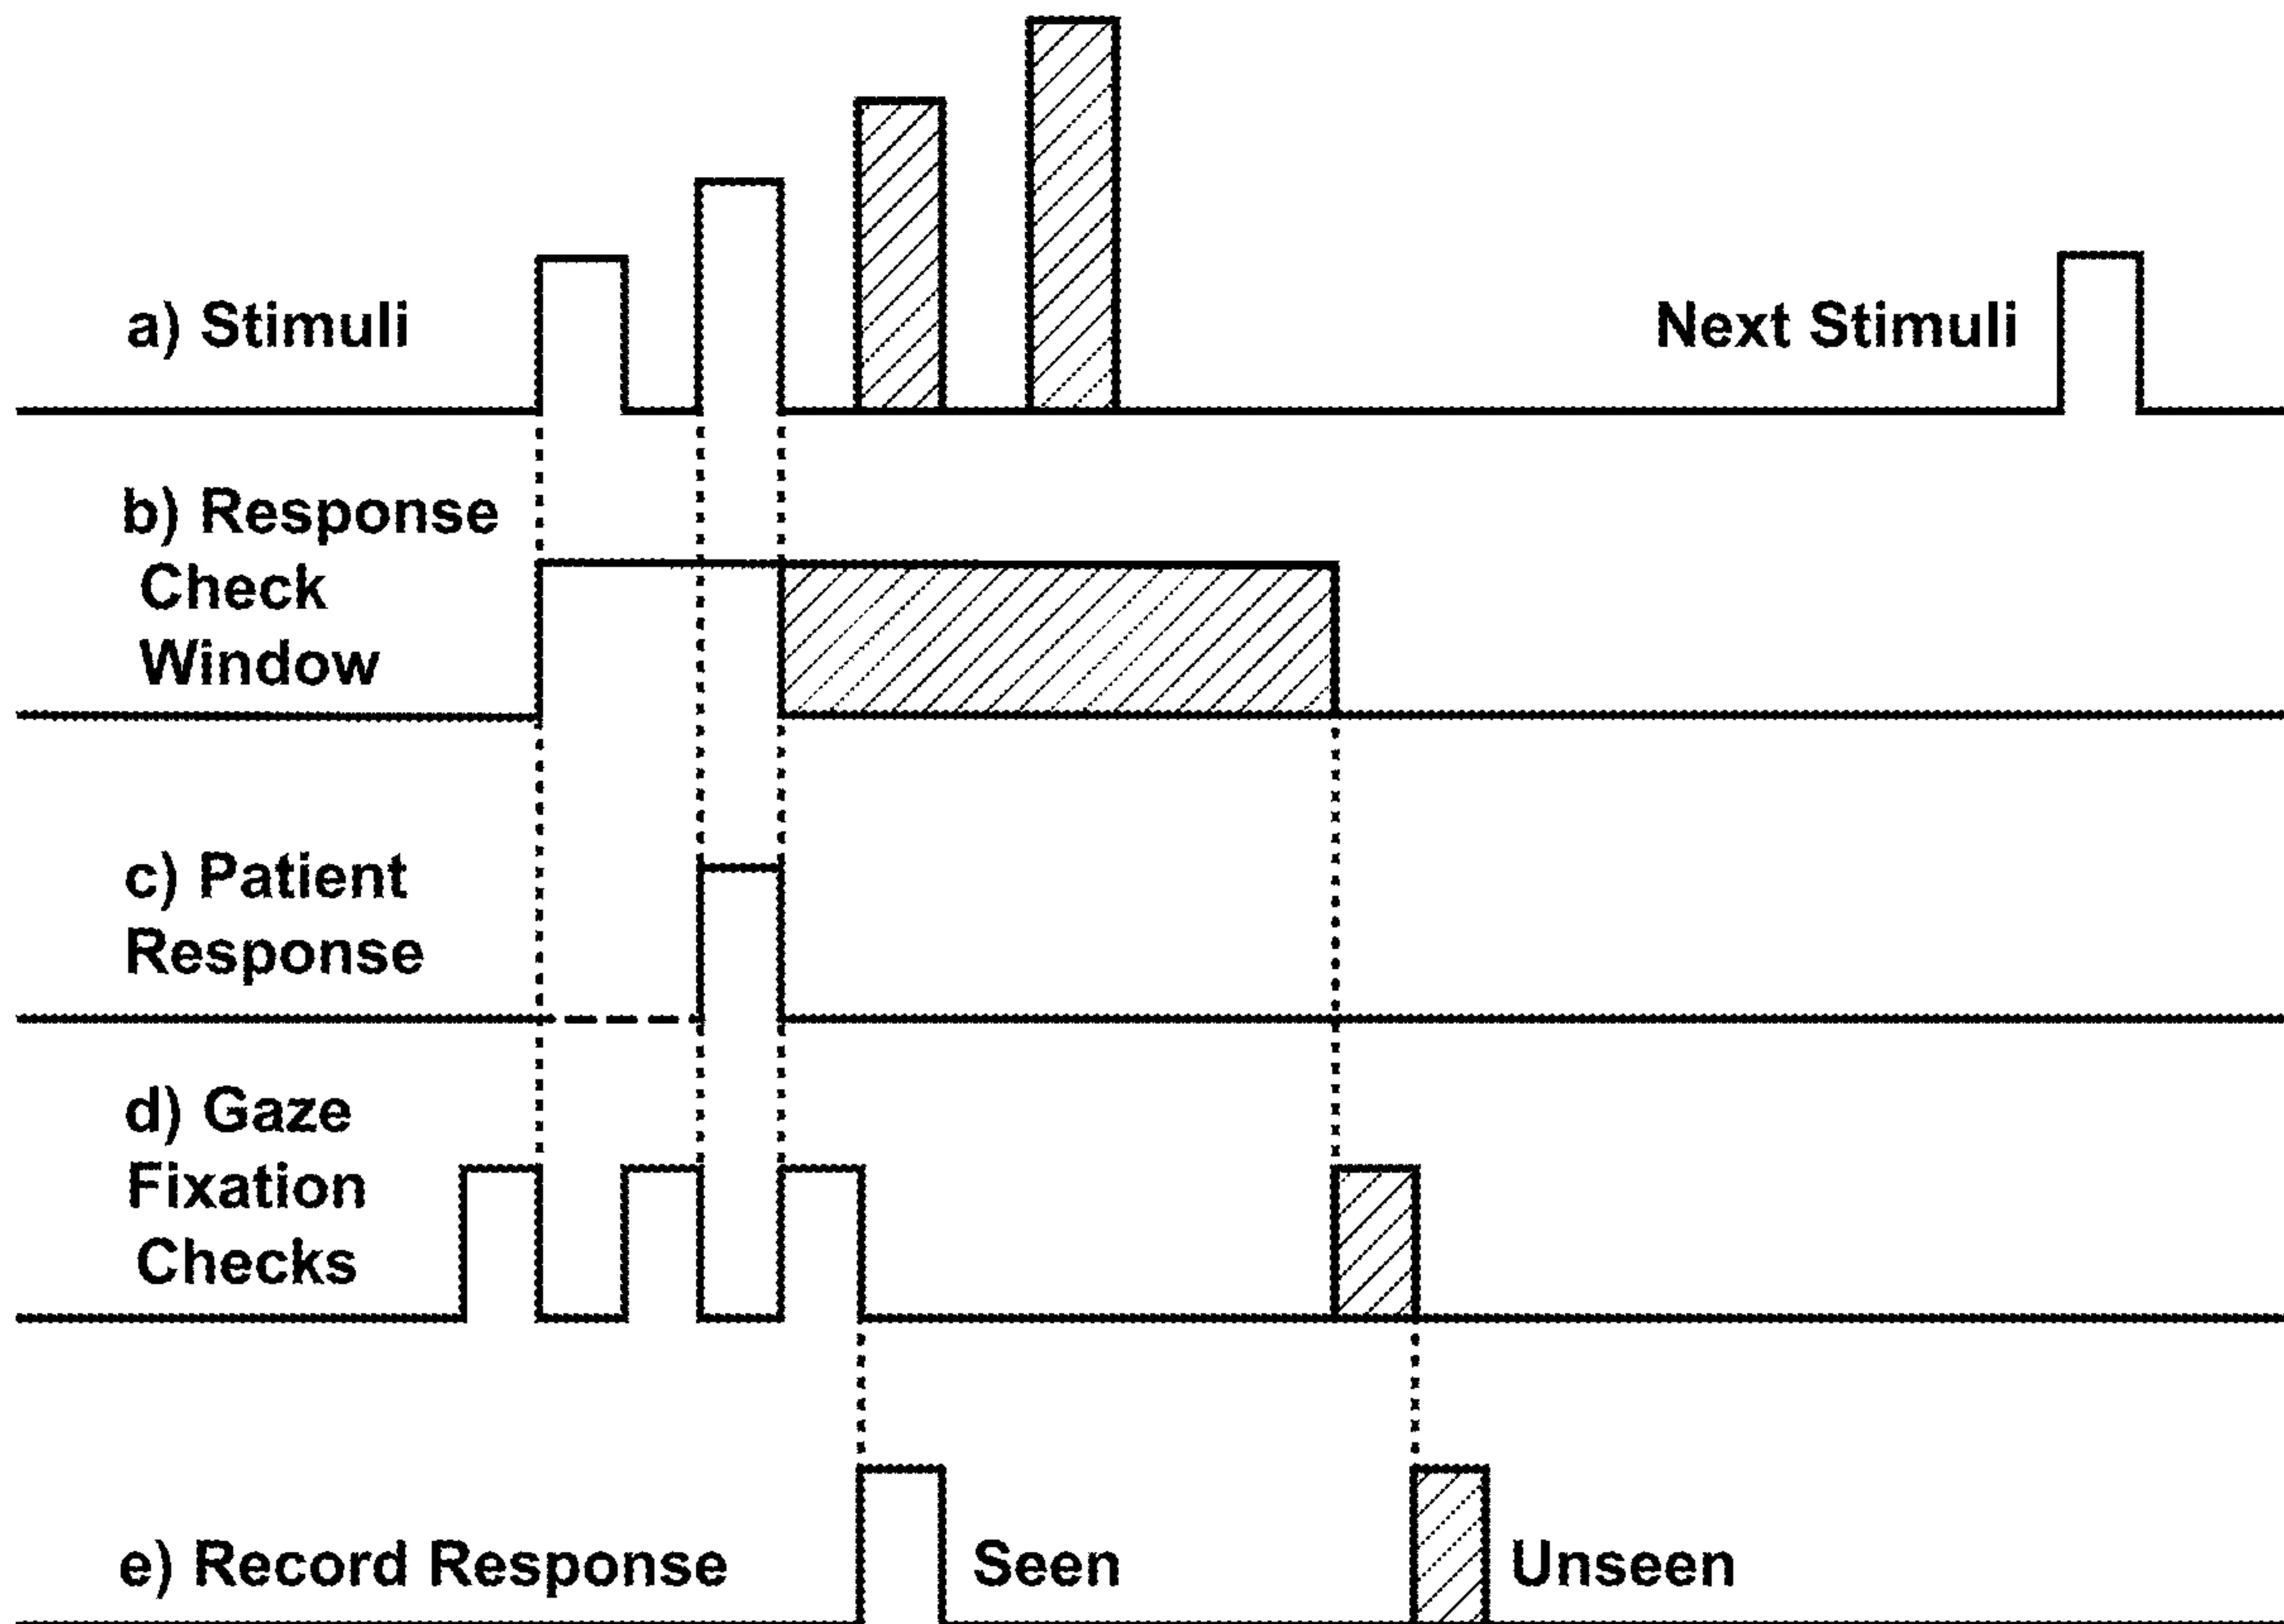 a) Stimuli
Next Stimuli
b) Response
Check
Window
c) Patient
Response
d) Gaze
Fixation
Checks
e) Record Response
Seen
Unseen